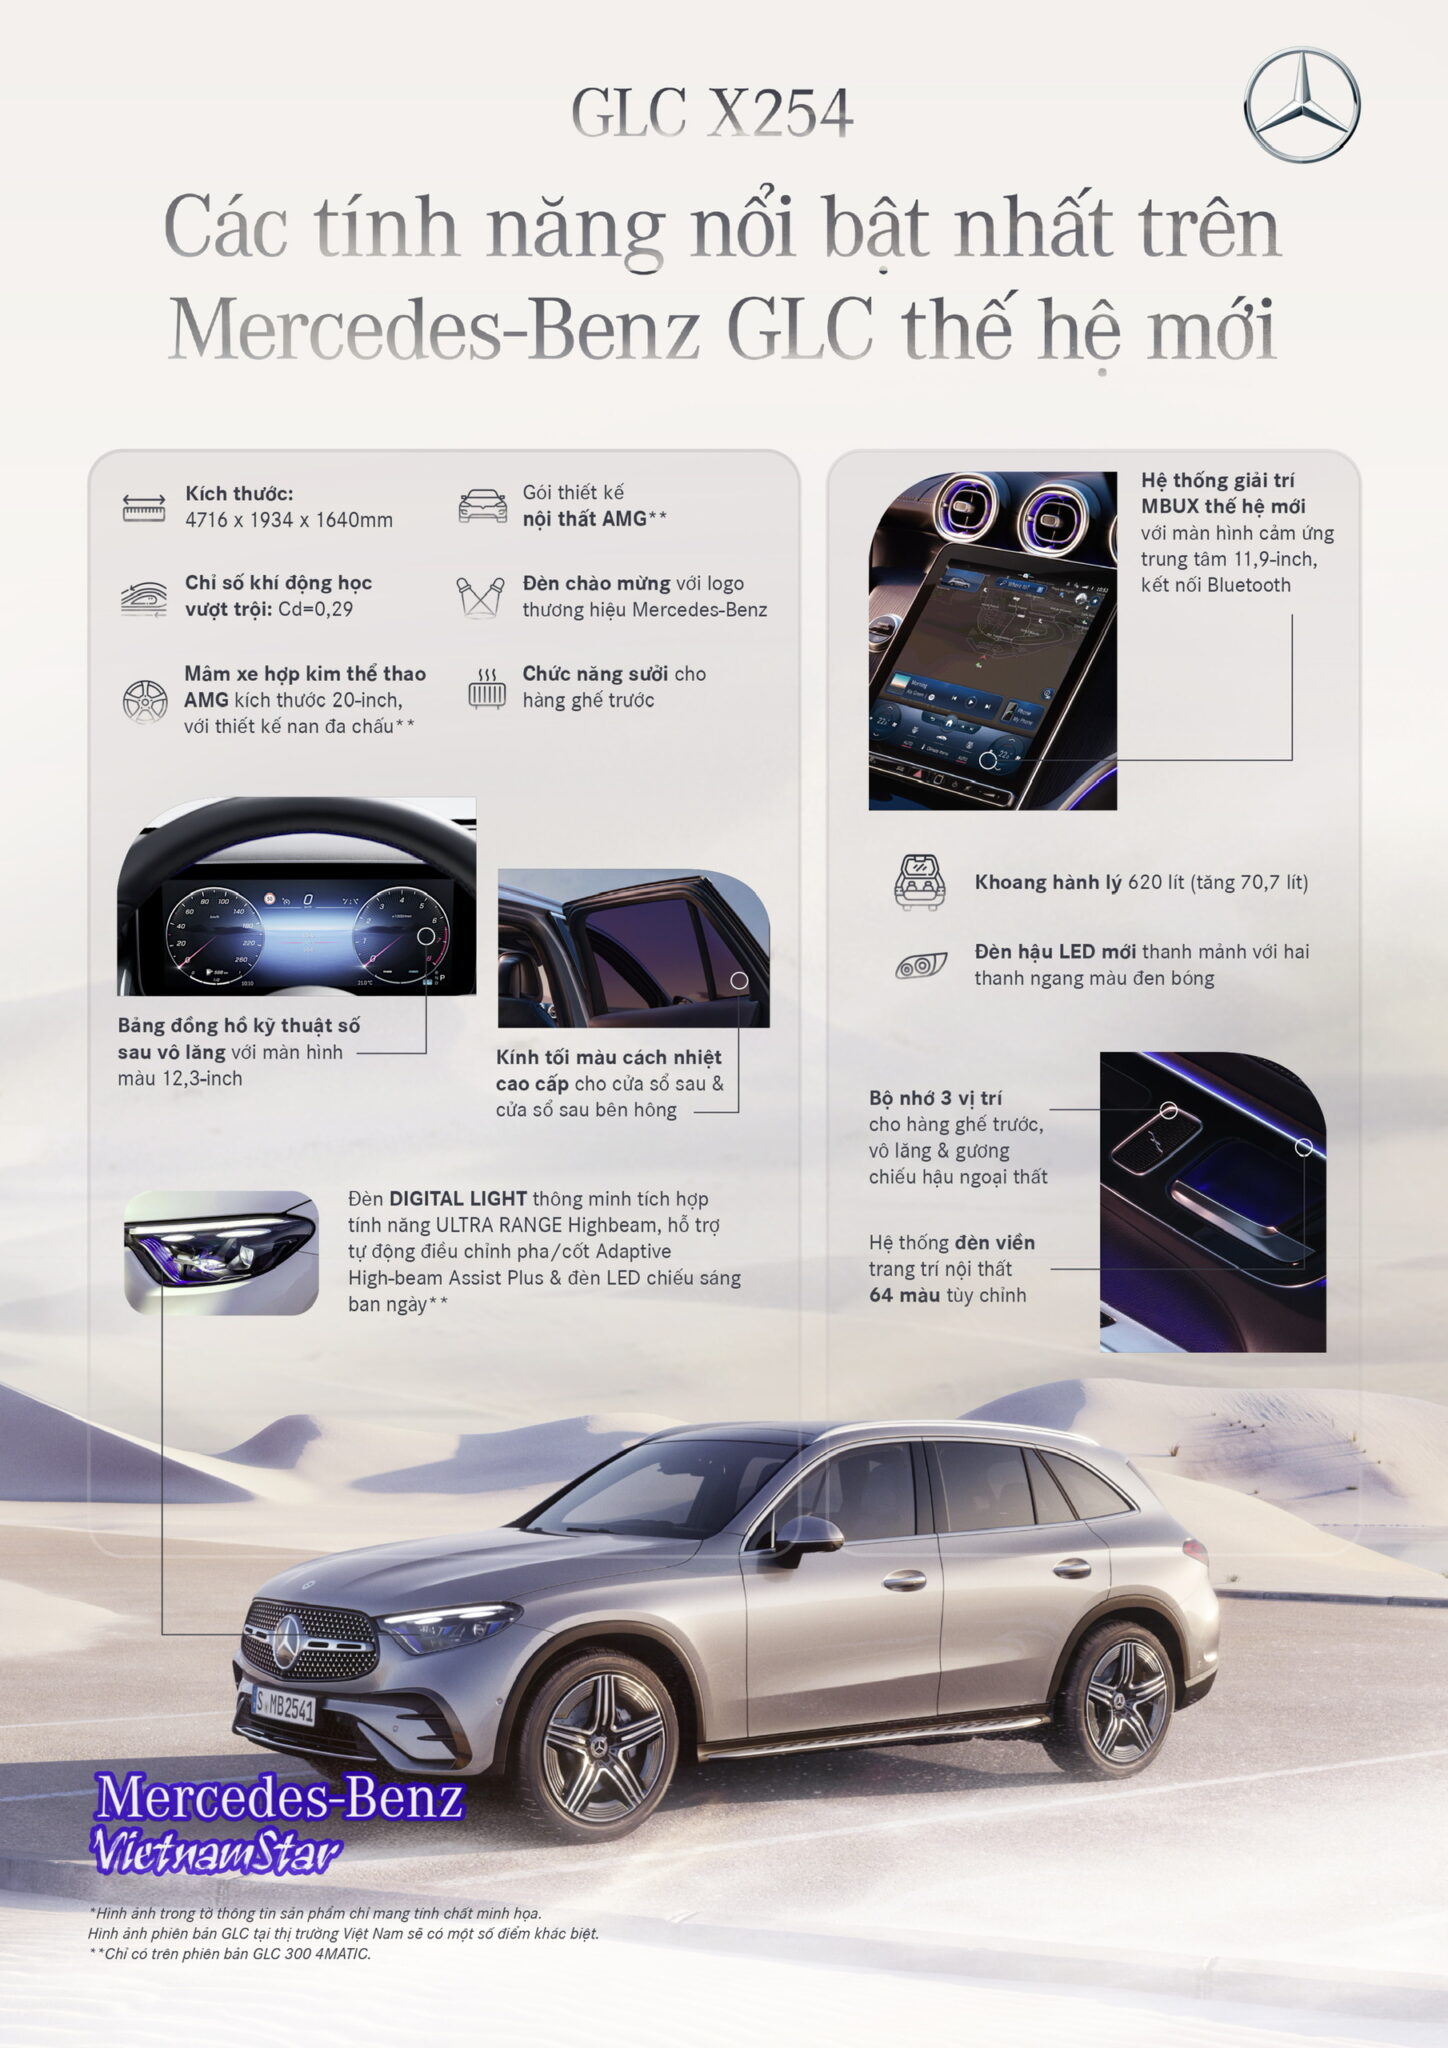 GLC X254
Các tính năng nổi bật nhất trên
Mercedes-Benz GLC thế hệ mới
Kích thước:
4716 x 1934 x 1640mm
Chỉ số khí động học
vượt trội: Cd=0,29
Mâm xe hợp kim thể thao
AMG kích thước 20-inch,
với thiết kế nan đa chấu**
Gói thiết kế
nội thất AMG**
Đèn chào mừng với logo
thương hiệu Mercedes-Benz
Chức năng sưởi cho
hàng ghế trước
Bảng đồng hồ kỹ thuật số
sau vô lăng với màn hình
màu 12,3-inch
Kính tối màu cách nhiệt
cao cấp cho cửa sổ sau &
cửa sổ sau bên hông
Đèn DIGITAL LIGHT thông minh tích hợp
tính năng ULTRA RANGE Highbeam, hỗ trợ
tự động điều chỉnh pha/cốt Adaptive
High-beam Assist Plus & đèn LED chiếu sáng
ban ngày**
Hệ thống giải trí
MBUX thế hệ mới
với màn hình cảm ứng
trung tâm 11,9-inch,
kết nối Bluetooth
Khoang hành lý 620 lít (tăng 70,7 lít)
Đèn hậu LED mới thanh mảnh với hai
thanh ngang màu đen bóng
Bộ nhớ 3 vị trí
cho hàng ghế trước,
vô lăng & gương
chiếu hậu ngoại thất
Hệ thống đèn viền
trang trí nội thất
64 màu tùy chỉnh
S MB2541
Mercedes-Benz
VietnamStar
*Hình ảnh trong tờ thông tin sản phẩm chỉ mang tính chất minh họa.
Hình ảnh phiên bản GLC tại thị trường Việt Nam sẽ có một số điểm khác biệt.
**Chỉ có trên phiên bản GLC 300 4MATIC.